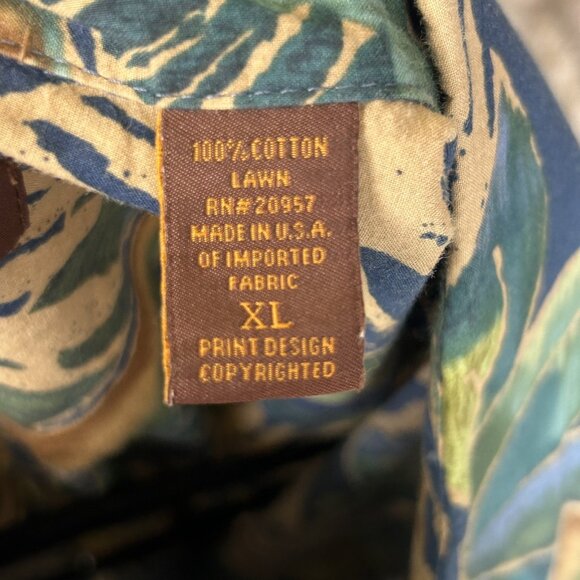 100% COTTON
LAWN
RN# 20957
MADE IN U.S.A.
OF IMPORTED
FABRIC
XL
PRINT DESIGN
COPYRIGHTED